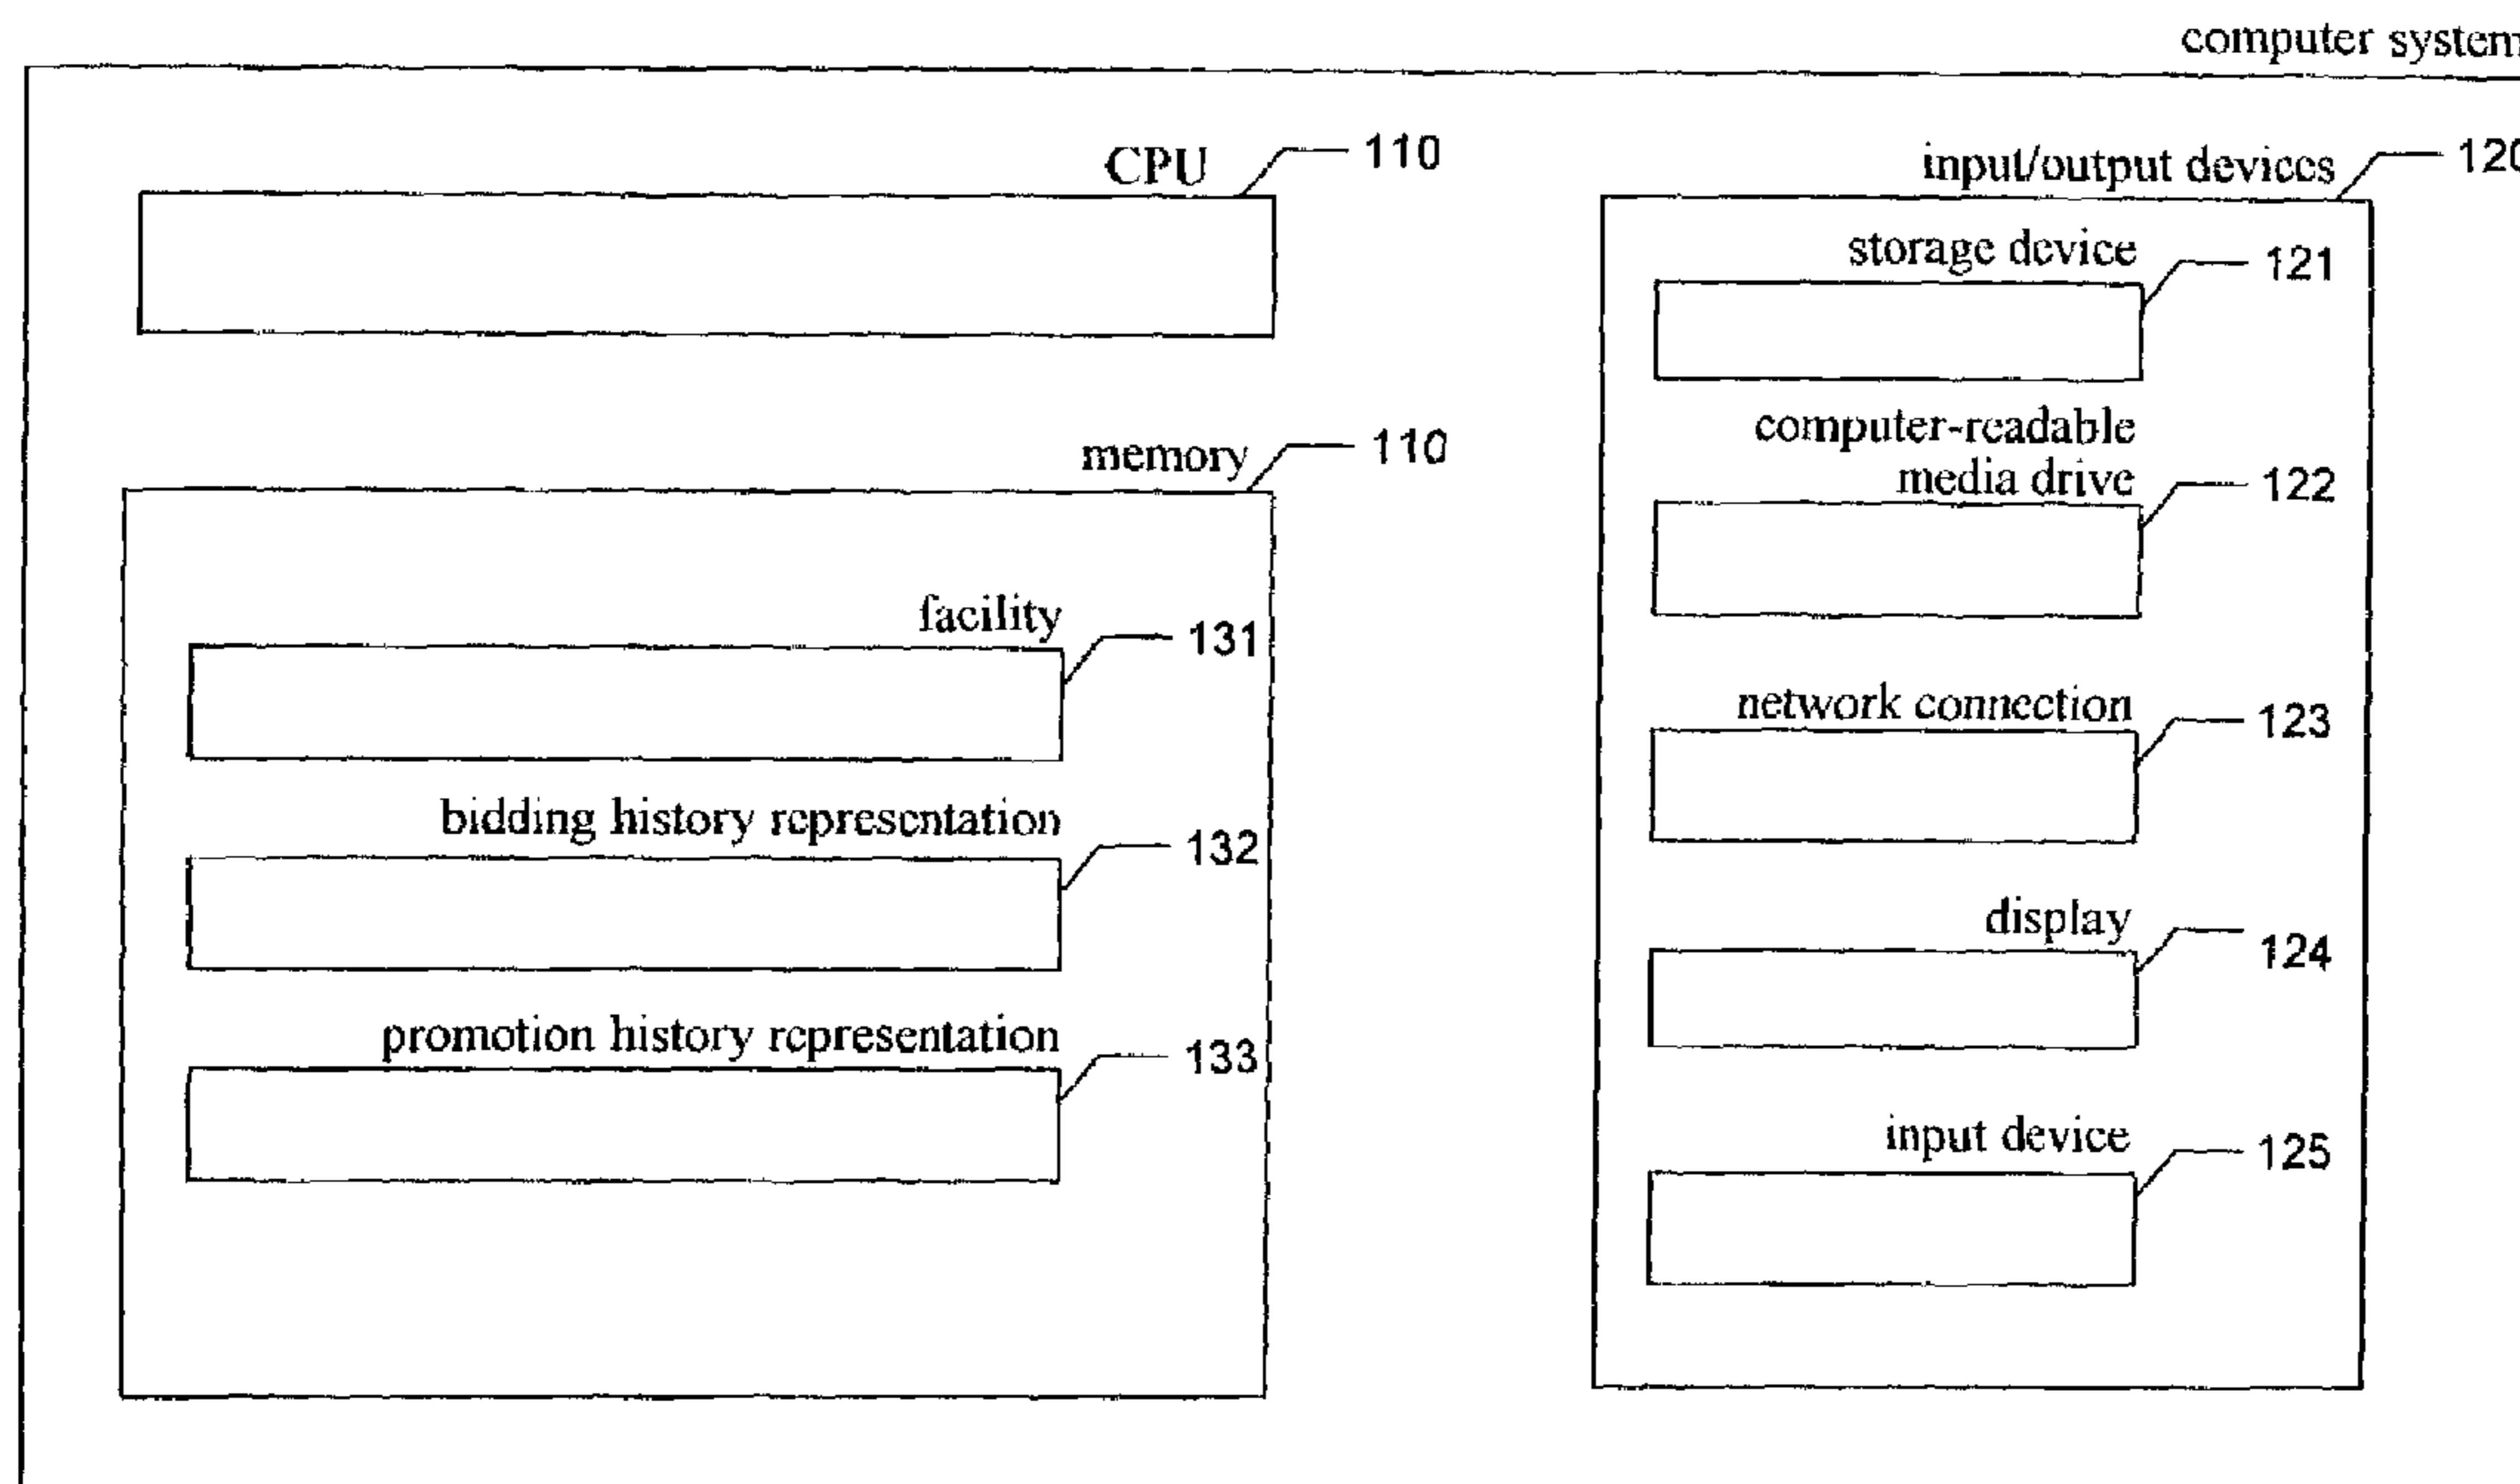 computer system
CPU
110
input/output devices
120
storage device
121
computer-readable
media drive
122
memory
110
facility
131
network connection
123
bidding history representation
132
display
124
promotion history representation
133
input device
125